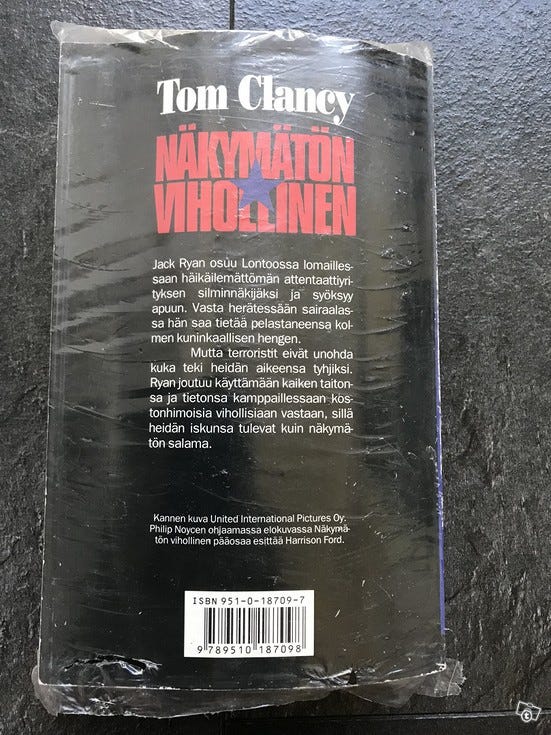 Tom Clancy
NÄKYMÄTÖN
VIHOLLINEN
Jack Ryan osuu Lontoossa lomailles-
saan häikäilemättömän attentaattiyri-
tyksen silminnäkijäksi ja syöksyy
apuun. Vasta herätessään sairaalas-
sa hän saa tietää pelastaneensa kol-
men kuninkaallisen hengen.
Mutta terroristit eivät unohda
kuka teki heidän aikeensa tyhjiksi.
Ryan joutuu käyttämään kaiken taiton-
sa ja tietonsa kamppaillessaan kos-
tonhimoisia vihollisiaan vastaan, sillä
heidän iskunsa tulevat kuin näkymä-
tön salama.
Kannen kuva United International Pictures Oy.
Philip Noycen ohjaamassa elokuvassa Näkymä-
tön vihollinen pääosaa esittää Harrison Ford.
ISBN 951-0-18709-7
9 789510 187098